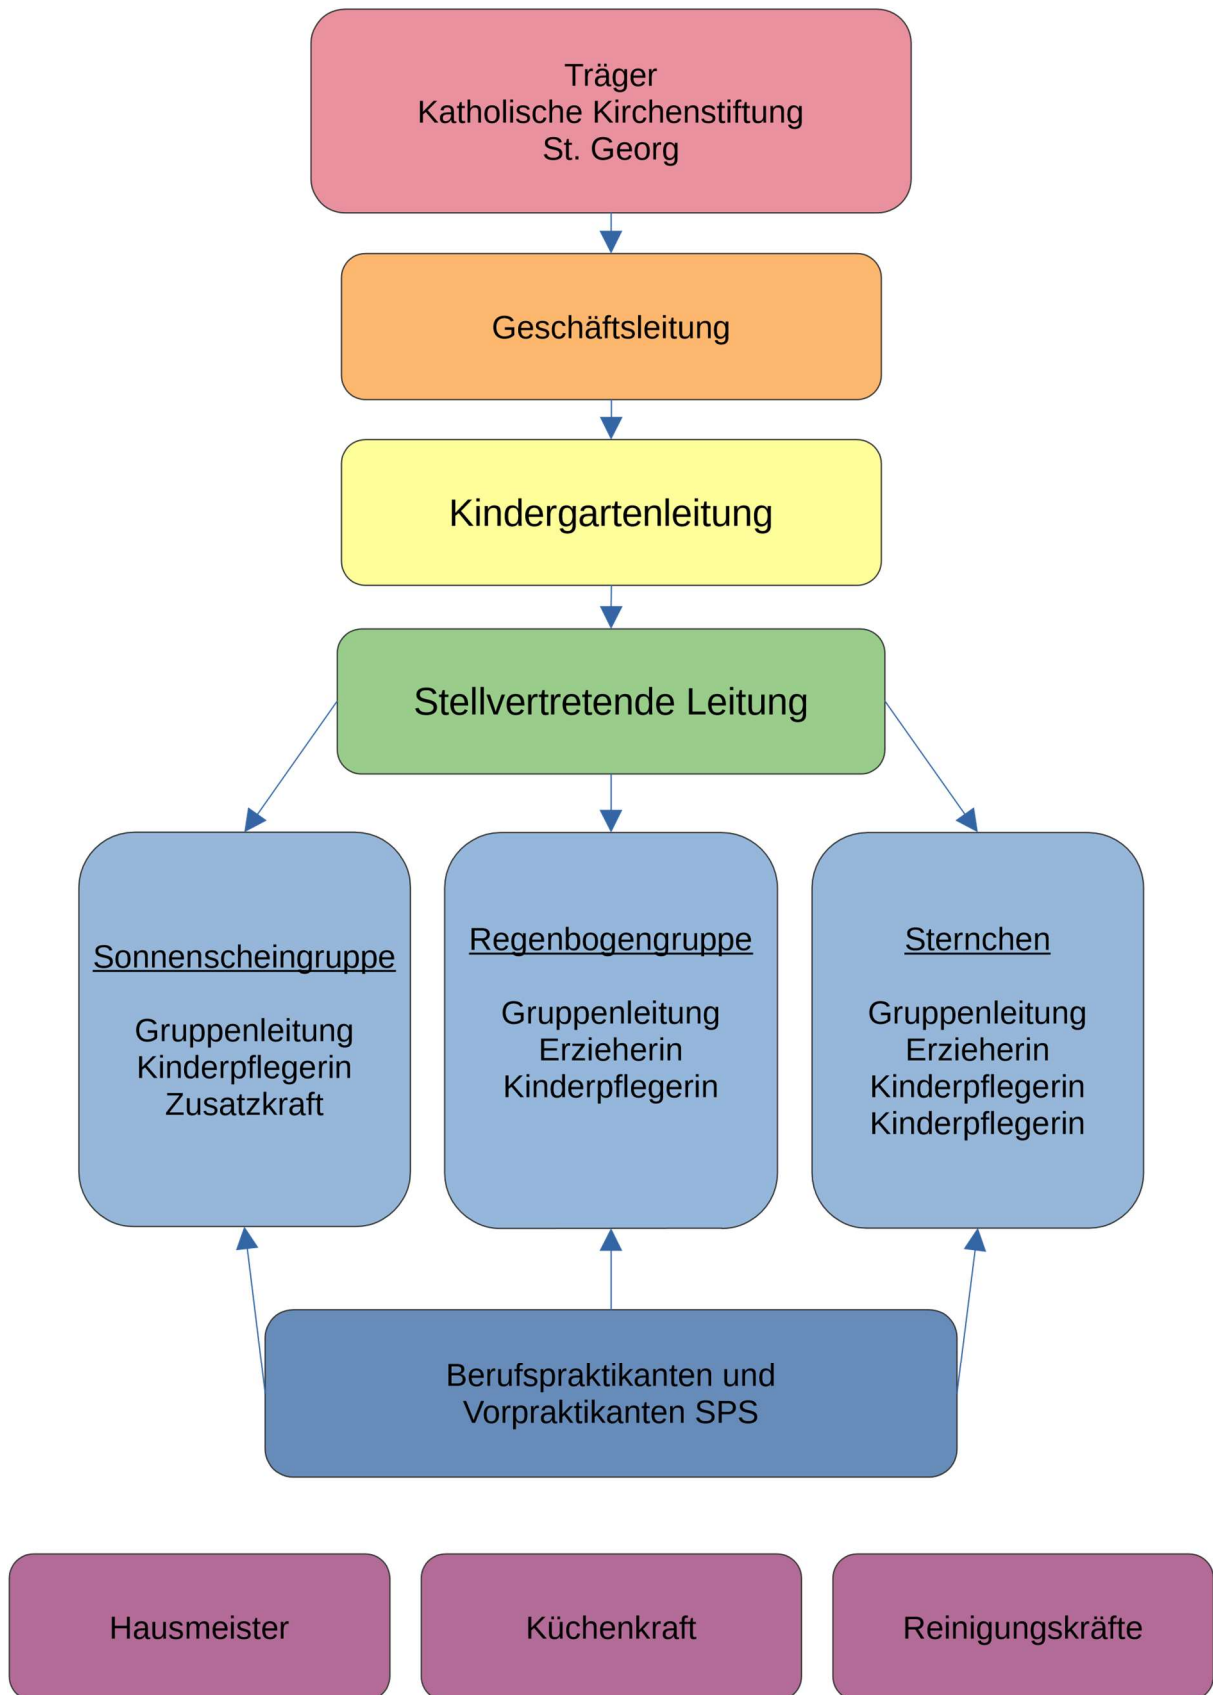 Träger
Katholische Kirchenstiftung
St. Georg
Geschäftsleitung
Kindergartenleitung
Stellvertretende Leitung
Sonnenscheingruppe
Gruppenleitung
Kinderpflegerin
Zusatzkraft
Regenbogengruppe
Gruppenleitung
Erzieherin
Kinderpflegerin
Sternchen
Gruppenleitung
Erzieherin
Kinderpflegerin
Kinderpflegerin
Berufspraktikanten und
Vorpraktikanten SPS
Hausmeister
Küchenkraft
Reinigungskräfte